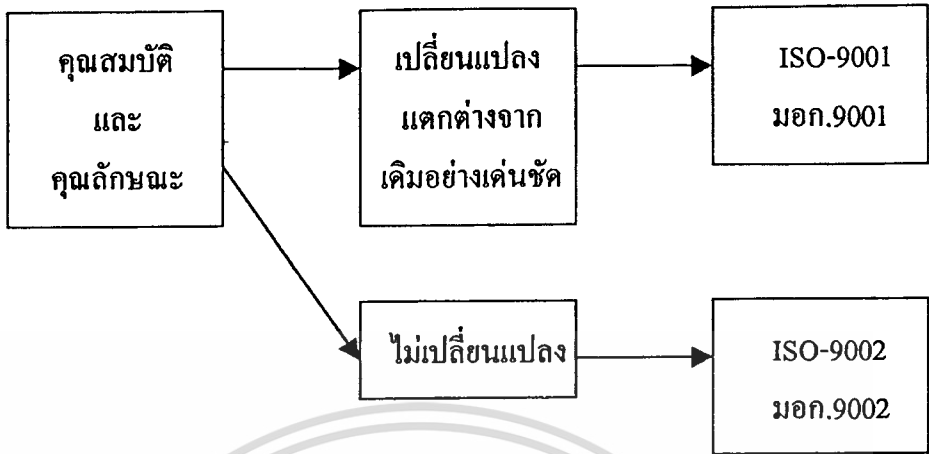 คุณสมบัติ
และ
คุณลักษณะ
เปลี่ยนแปลง
แตกต่างจาก
เดิมอย่างเด่นชัด
ISO-9001
มอก.9001
ไม่เปลี่ยนแปลง
ISO-9002
มอก.9002